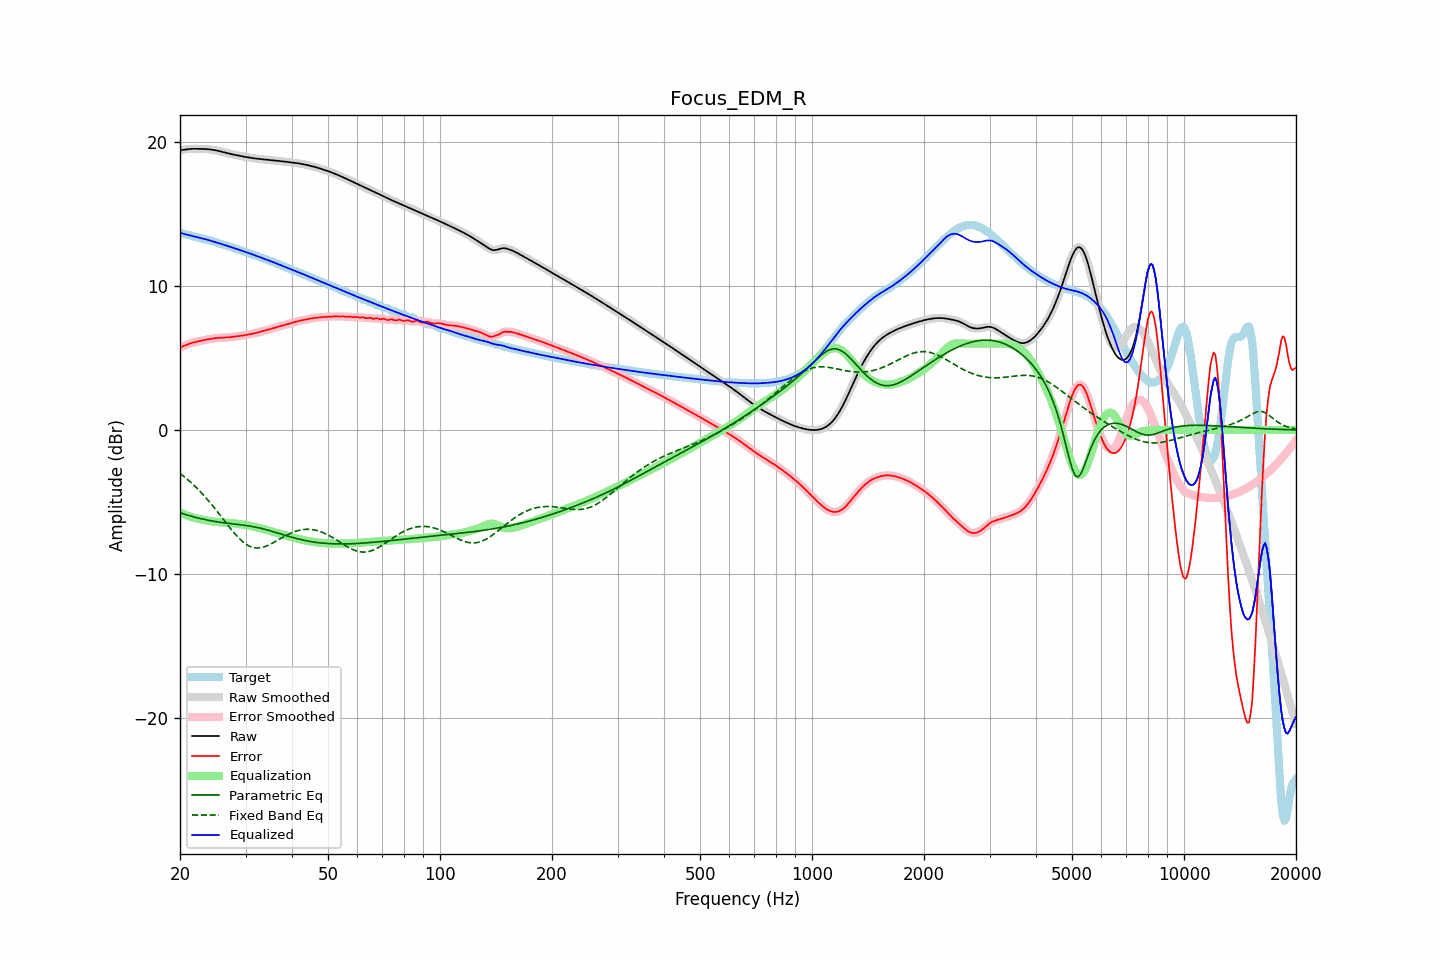 Focus_EDM_R
Amplitude (dBr)
20
10
0
−10
−20
Target
Raw Smoothed
Error Smoothed
Raw
Error
Equalization
Parametric Eq
Fixed Band Eq
Equalized
20 50 100 200 500 1000 2000 5000 10000 20000
Frequency (Hz)